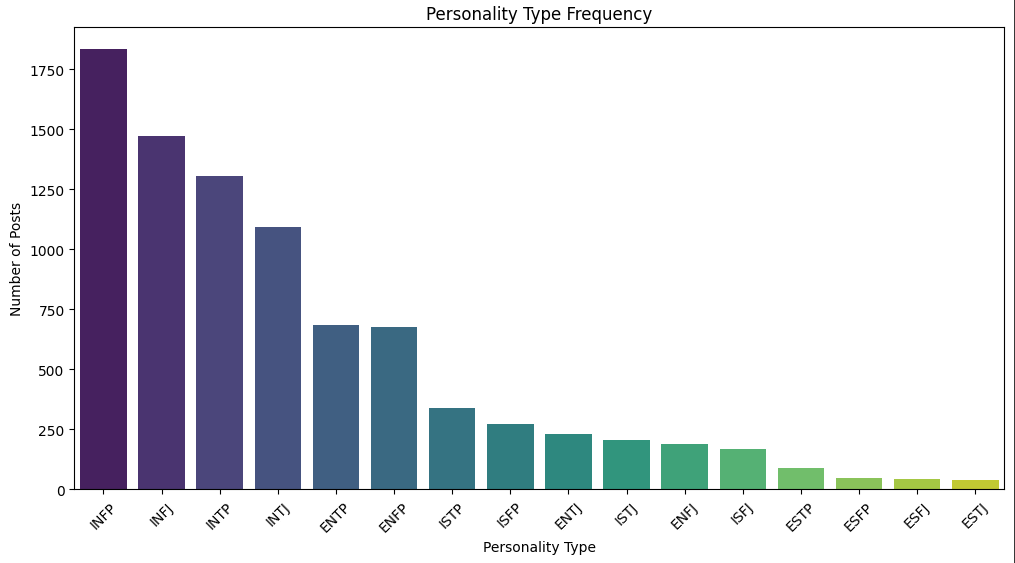 Personality Type Frequency
Number of Posts
1750
1500
1250
1000
750
500
250
0
INFP INFJ INTP INTJ ENTP ENFP ISTP ISFP ENTJ ISTJ ENFJ ISFJ ESTP ESFP ESFJ ESTJ
Personality Type